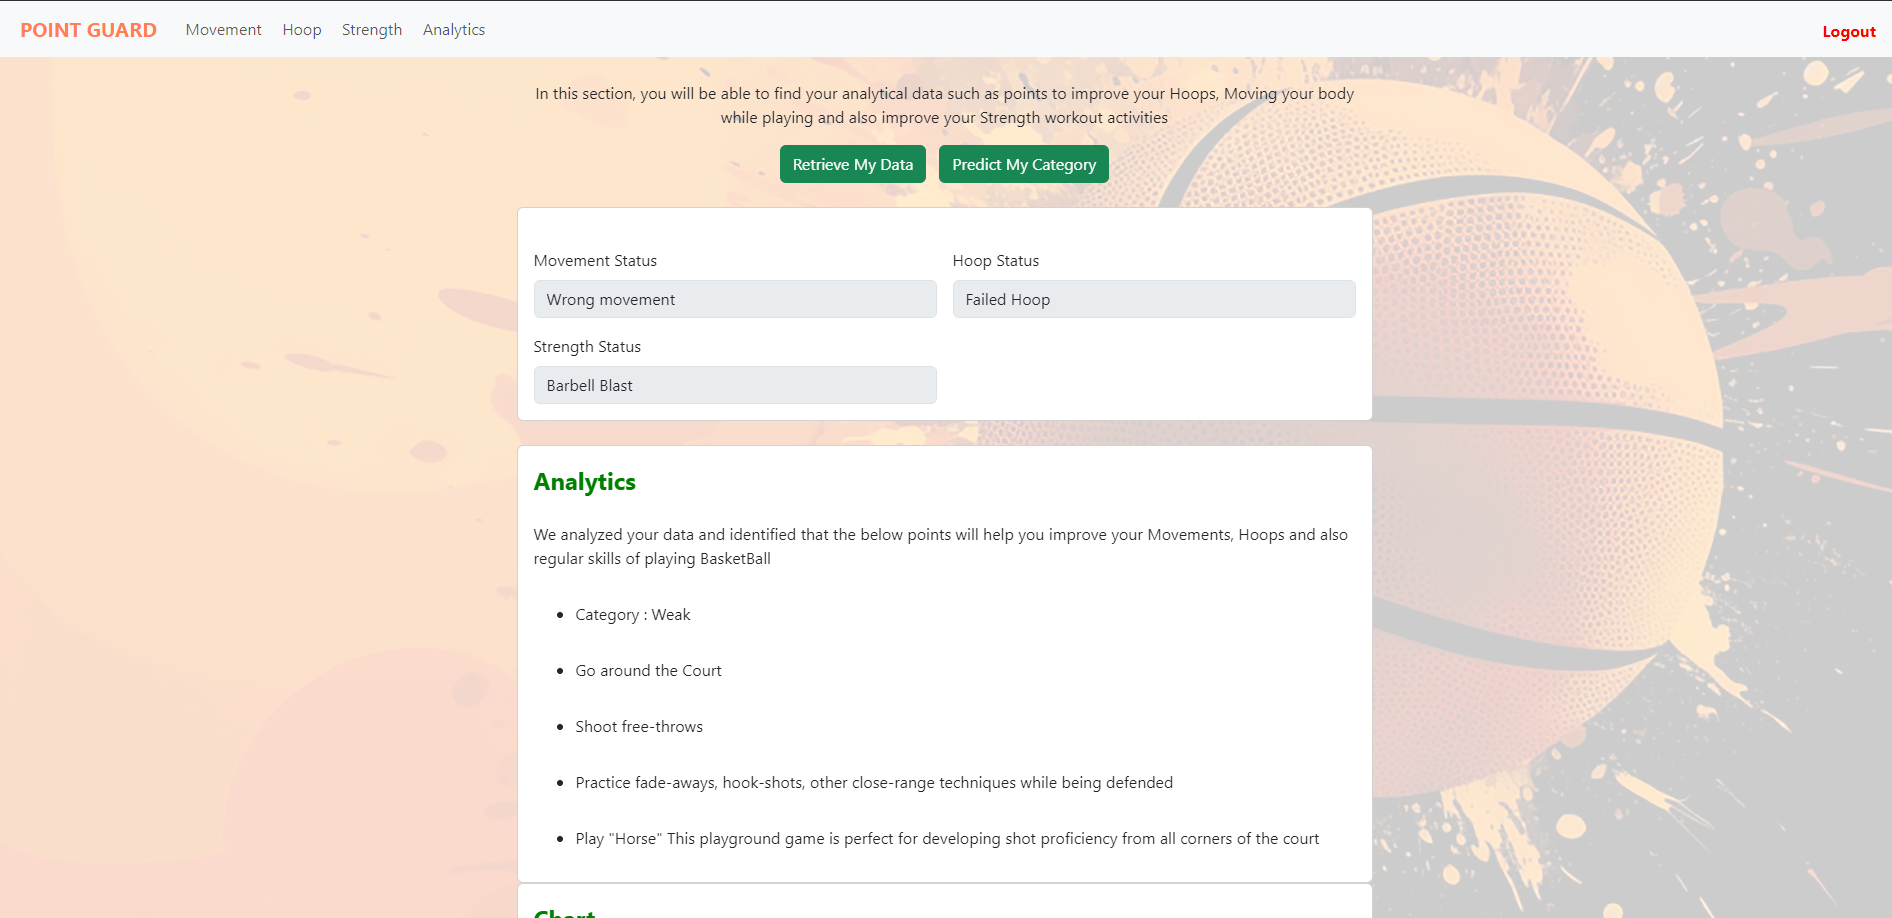 POINT GUARD Movement Hoop Strength Analytics Logout
In this section, you will be able to find your analytical data such as points to improve your Hoops, Moving your body
while playing and also improve your Strength workout activities
Retrieve My Data Predict My Category
Movement Status Hoop Status
Wrong movement Failed Hoop
Strength Status
Barbell Blast
Analytics
We analyzed your data and identified that the below points will help you improve your Movements, Hoops and also
regular skills of playing BasketBall
• Category : Weak
• Go around the Court
• Shoot free-throws
• Practice fade-aways, hook-shots, other close-range techniques while being defended
• Play "Horse" This playground game is perfect for developing shot proficiency from all corners of the court
Chart